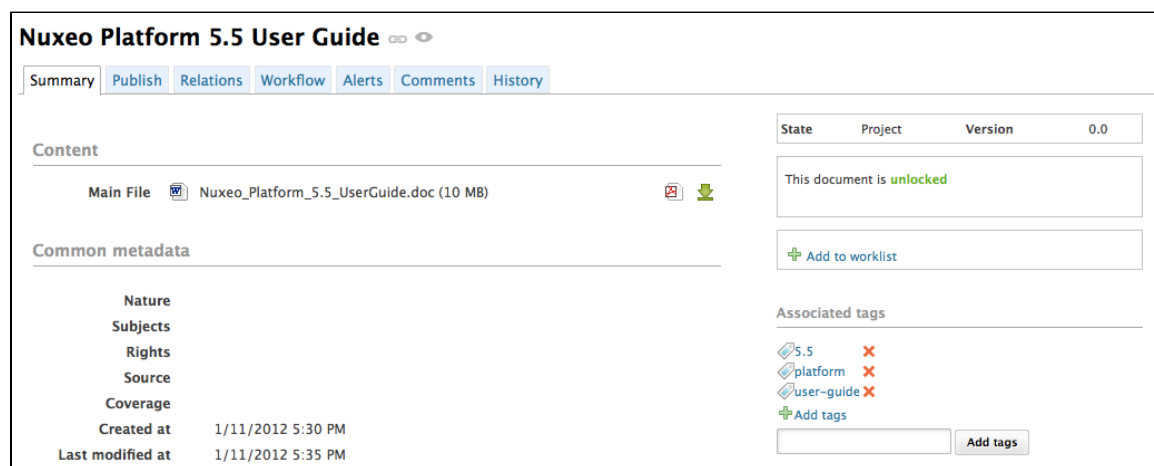 Nuxeo Platform 5.5 User Guide
Summary Publish Relations Workflow Alerts Comments History
Content
Main File Nuxeo_Platform_5.5_UserGuide.doc (10 MB)
Common metadata
Nature
Subjects
Rights
Source
Coverage
Created at 1/11/2012 5:30 PM
Last modified at 1/11/2012 5:35 PM
State Project Version 0.0
This document is unlocked
Add to worklist
Associated tags
5.5
platform
user-guide
Add tags
Add tags